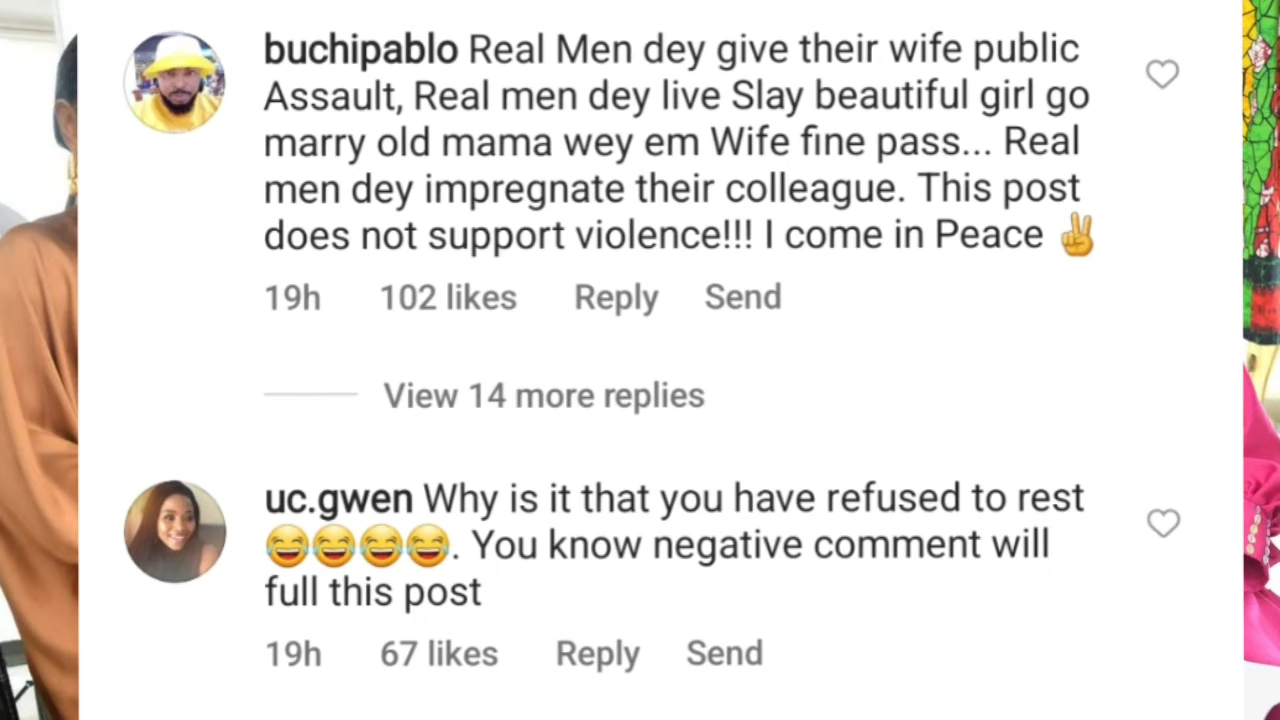 buchipablo Real Men dey give their wife public
Assault, Real men dey live Slay beautiful girl go
marry old mama wey em Wife fine pass... Real
men dey impregnate their colleague. This post
does not support violence!!! I come in Peace ✌️
19h 102 likes Reply Send
View 14 more replies
uc.gwen Why is it that you have refused to rest
😂😂😂😂. You know negative comment will
full this post
19h 67 likes Reply Send